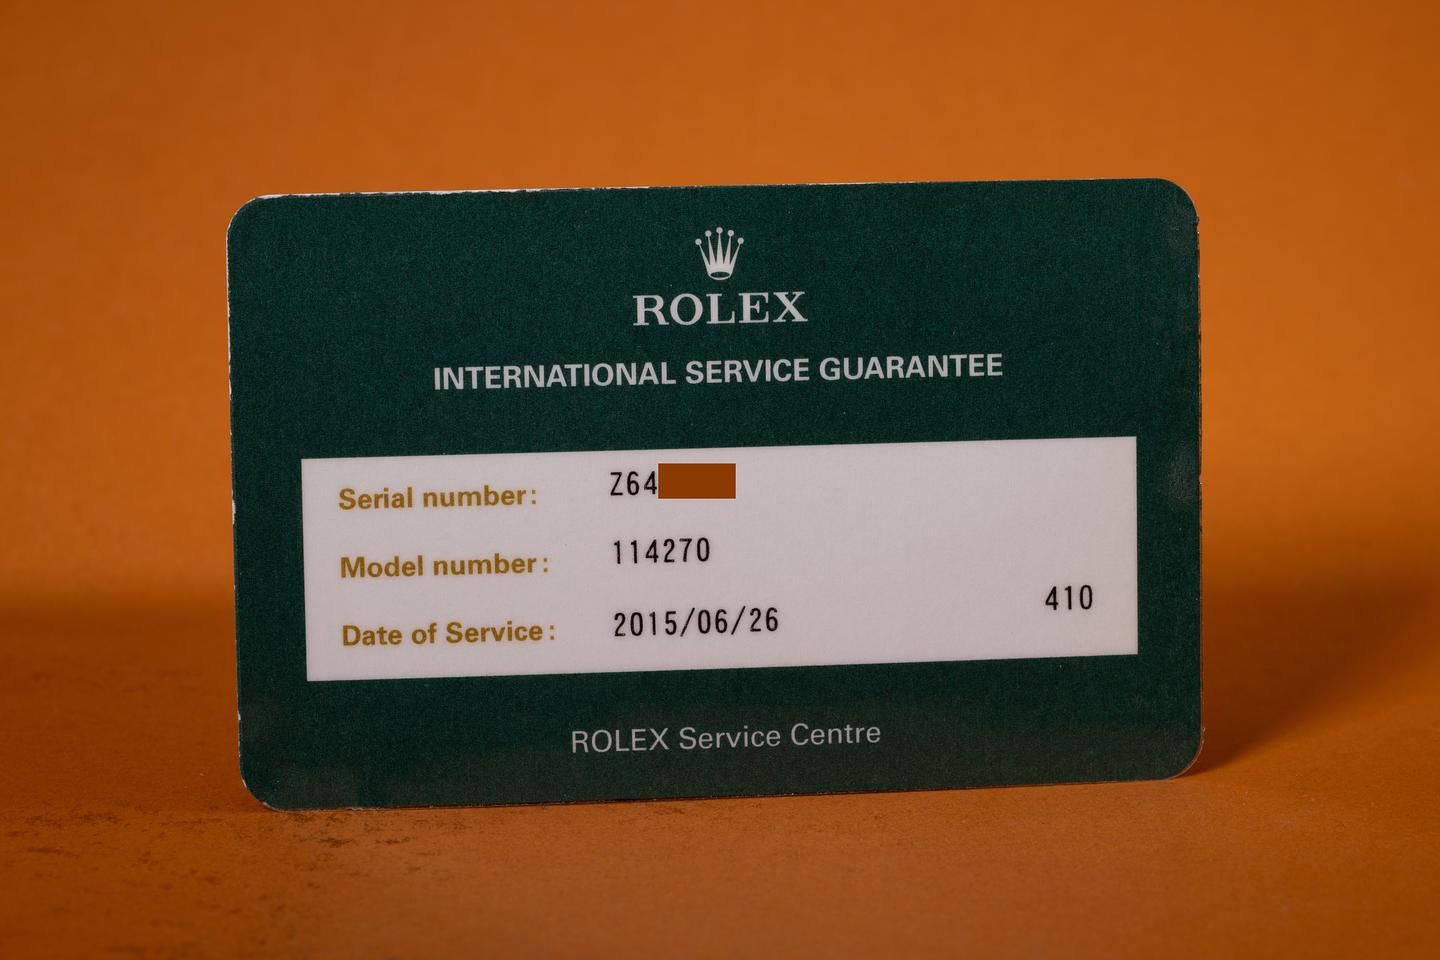 ROLEX
INTERNATIONAL SERVICE GUARANTEE
Serial number: Z64
Model number: 114270
Date of Service: 2015/06/26 410
ROLEX Service Centre